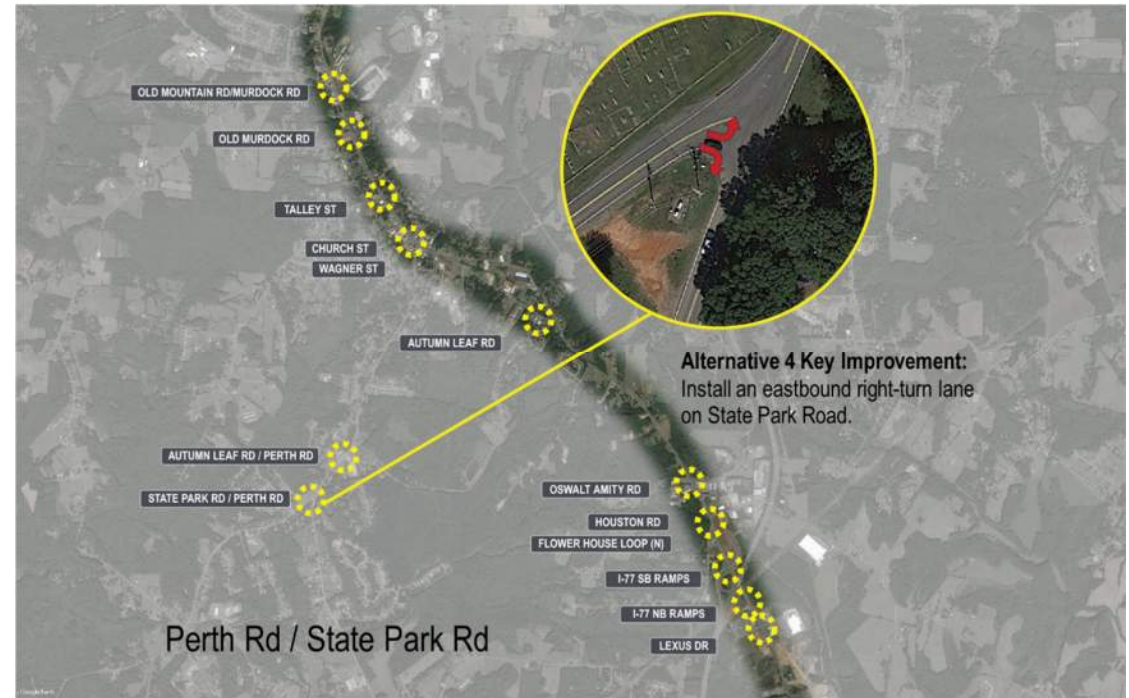 OLD MOUNTAIN RD/MURDOCK RD
OLD MURDOCK RD
TALLEY ST
CHURCH ST
WAGNER ST
AUTUMN LEAF RD
Alternative 4 Key Improvement:
Install an eastbound right-turn lane
on State Park Road.
AUTUMN LEAF RD / PERTH RD
STATE PARK RD / PERTH RD
OSWALT AMITY RD
HOUSTON RD
FLOWER HOUSE LOOP (N)
I-77 SB RAMPS
I-77 NB RAMPS
LEXUS DR
Perth Rd / State Park Rd